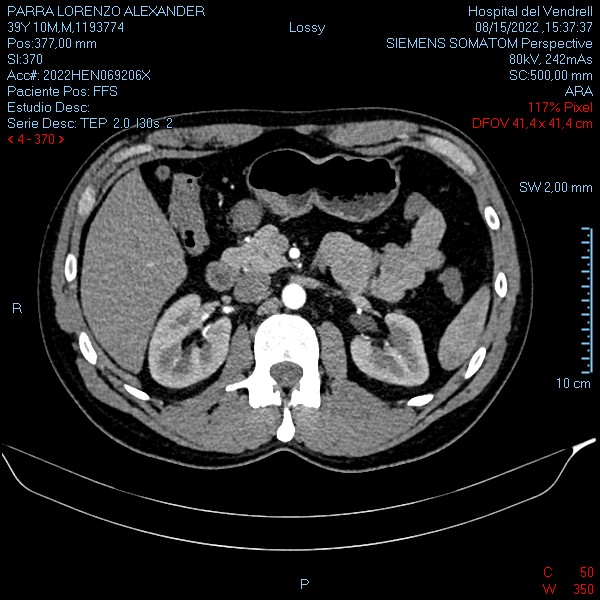 PARRA LORENZO ALEXANDER
39Y 10M,M,1193774
Pos:377,00 mm
SI:370
Acc#: 2022HEN069206X
Paciente Pos: FFS
Estudio Desc:
Serie Desc: TEP 2.0 I30s 2
< 4 - 370 >
Lossy
Hospital del Vendrell
08/15/2022 ,15:37:37
SIEMENS SOMATOM Perspective
80kV, 242mAs
SC:500,00 mm
ARA
117% Pixel
DFOV 41,4 x 41,4 cm
SW 2,00 mm
R
10 cm
P
C 50
W 350